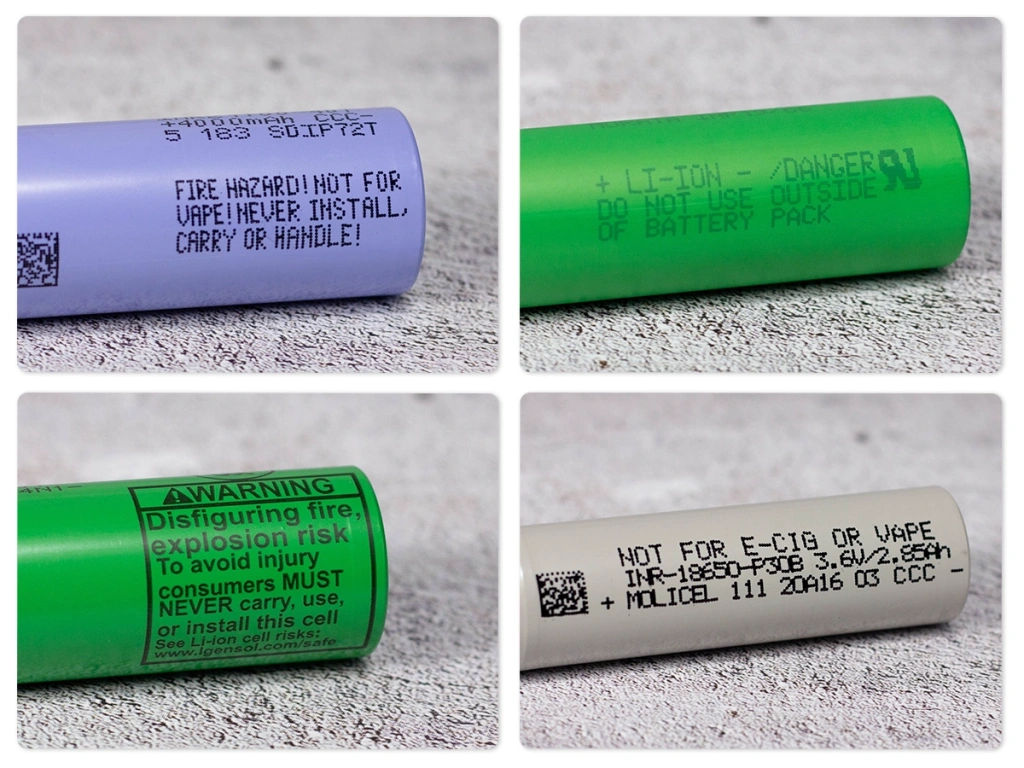 +4000mAh CCC-
5 183 SDIP72T
FIRE HAZARD!NOT FOR
VAPE!NEVER INSTALL,
CARRY OR HANDLE!
+ LI-ION - /DANGER
DO NOT USE OUTSIDE
OF BATTERY PACK
WARNING
Disfiguring fire,
explosion risk
To avoid injury
consumers MUST
NEVER carry, use,
or install this cell
See Li-ion cell risks:
www.lgensol.com/safe
NOT FOR E-CIG OR VAPE
INR-18650-P30B 3.6V/2.85Ah
+ MOLICEL 111 20A16 03 CCC -